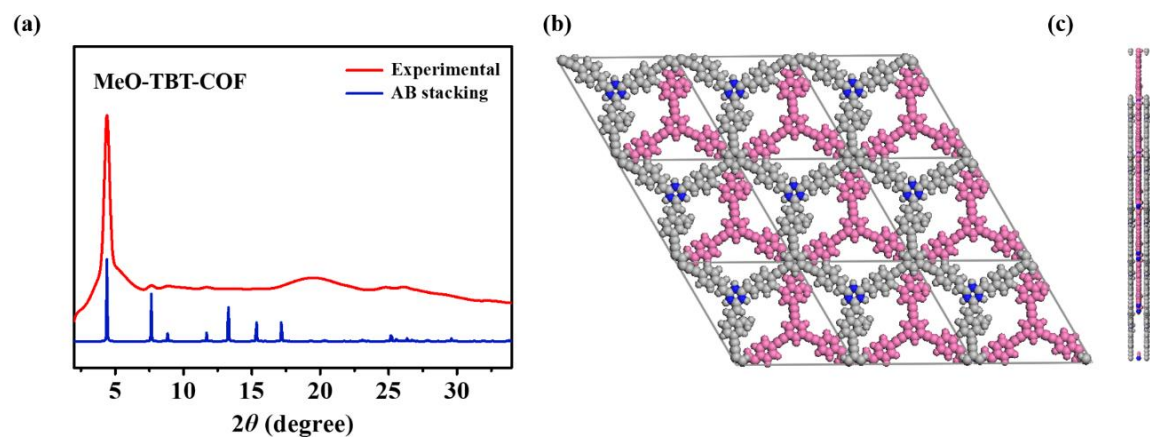 (a)
MeO-TBT-COF
Experimental
AB stacking
5
10
15
20
25
30
2θ (degree)
(b)
(c)